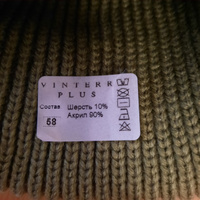 VINTERR
PLUS
Состав Шерсть 10%
58 Акрил 90%